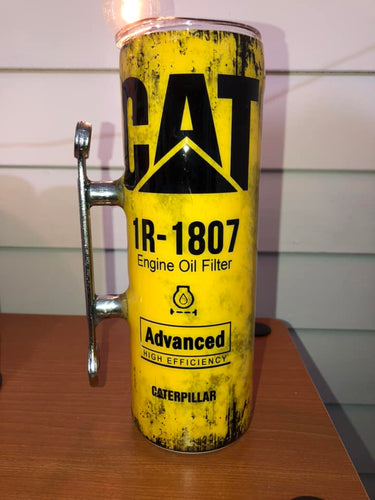 CAT
1R-1807
Engine Oil Filter
Advanced
HIGH EFFICIENCY
CATERPILLAR